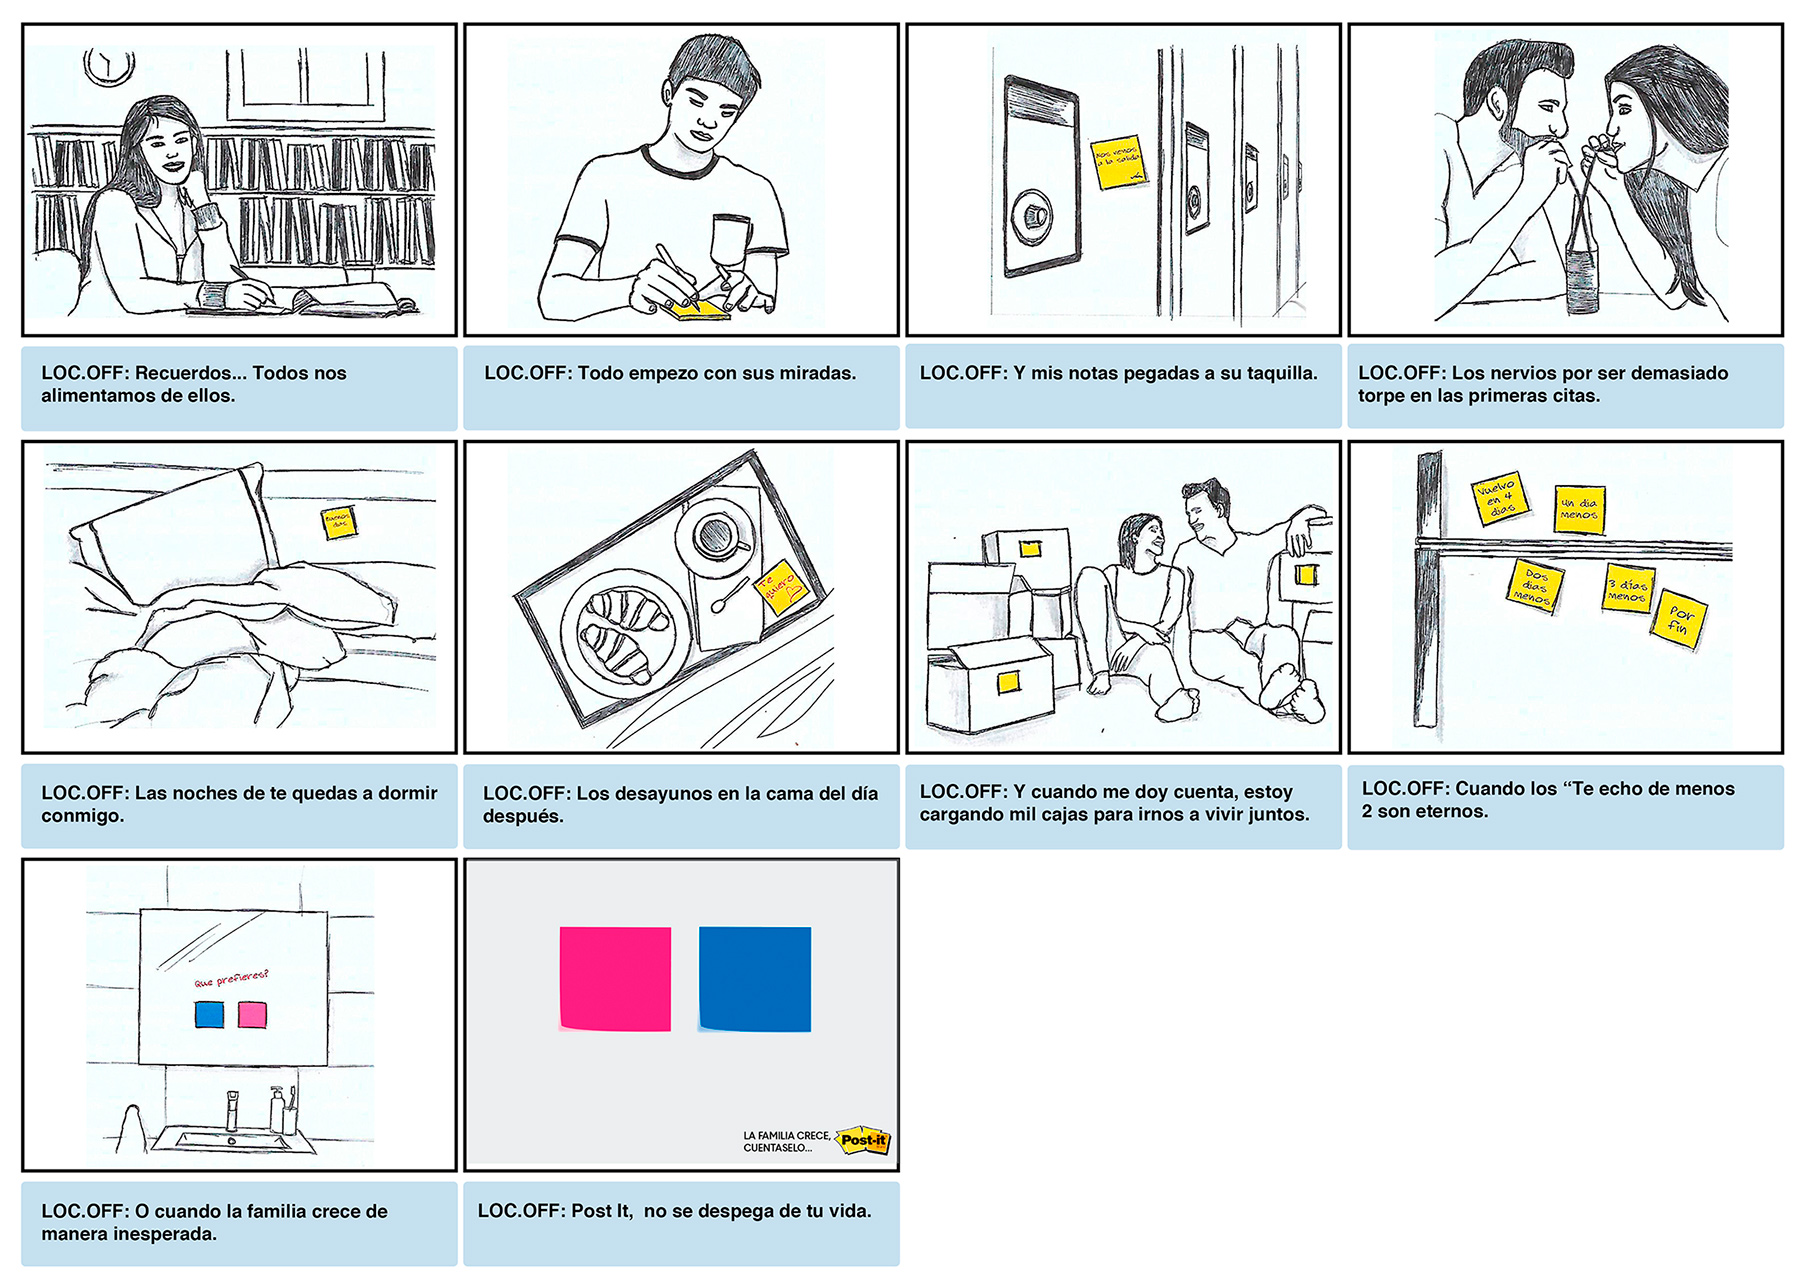 Nos vemos
a la salida
LOC.OFF: Recuerdos... Todos nos
alimentamos de ellos.
LOC.OFF: Todo empezo con sus miradas.
LOC.OFF: Y mis notas pegadas a su taquilla.
LOC.OFF: Los nervios por ser demasiado
torpe en las primeras citas.
Buenos
dias
Te
quiero
Vuelvo
en 4
dias
un dia
menos
Dos
dias
menos
3 días
menos
Por
fin
LOC.OFF: Las noches de te quedas a dormir
conmigo.
LOC.OFF: Los desayunos en la cama del día
después.
LOC.OFF: Y cuando me doy cuenta, estoy
cargando mil cajas para irnos a vivir juntos.
LOC.OFF: Cuando los “Te echo de menos
2 son eternos.
Que prefieres?
LA FAMILIA CRECE,
CUENTASELO...
Post-it
LOC.OFF: O cuando la familia crece de
manera inesperada.
LOC.OFF: Post It,  no se despega de tu vida.